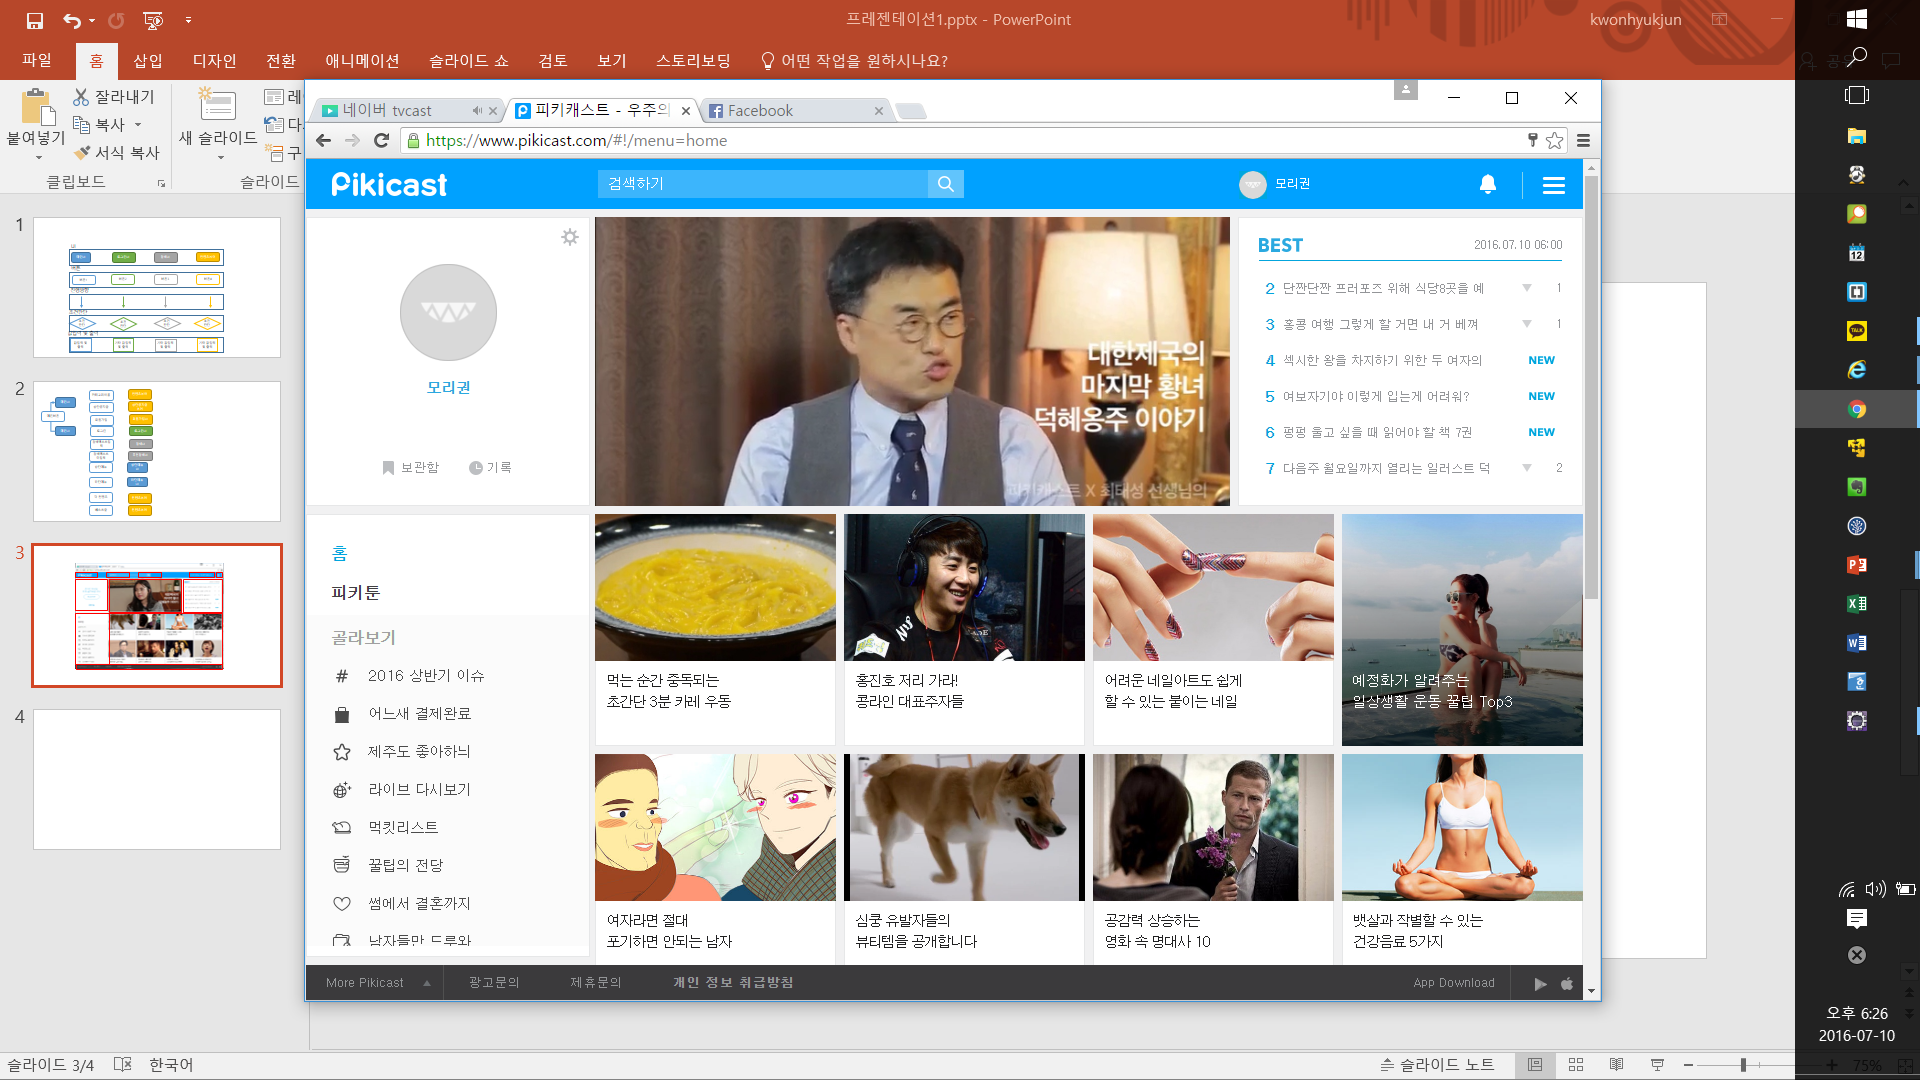 프레젠테이션1.pptx - PowerPoint
kwonhyukjun
파일
홈
삽입
디자인
전환
애니메이션
슬라이드 쇼
검토
보기
스토리보딩
어떤 작업을 원하시나요?
붙여넣기
잘라내기
복사
서식 복사
클립보드
새 슬라이드
슬라이드
네이버 tvcast
피키캐스트 - 우주의
Facebook
https://www.pikicast.com/#!/menu=home
Pikicast
검색하기
모리권
모리권
보관함
기록
대한제국의
마지막 황녀
덕혜옹주 이야기
피키캐스트 X 최태성 선생님의
BEST
2016.07.10 06:00
2 단짠단짠 프러포즈 위해 식당8곳을 예 1
3 홍콩 여행 그렇게 할 거면 내 거 베껴 1
4 섹시한 왕을 차지하기 위한 두 여자의 NEW
5 여보자기야 이렇게 입는게 어려워? NEW
6 펑펑 울고 싶을 때 읽어야 할 책 7권 NEW
7 다음주 월요일까지 열리는 일러스트 덕 2
홈
피키툰
골라보기
# 2016 상반기 이슈
어느새 결제완료
제주도 좋아하늬
라이브 다시보기
먹킷리스트
꿀팁의 전당
썸에서 결혼까지
남자들만 드루와
먹는 순간 중독되는
초간단 3분 카레 우동
홍진호 저리 가라!
콩라인 대표주자들
어려운 네일아트도 쉽게
할 수 있는 붙이는 네일
예정화가 알려주는
일상생활 운동 꿀팁 Top3
여자라면 절대
포기하면 안되는 남자
심쿵 유발자들의
뷰티템을 공개합니다
공감력 상승하는
영화 속 명대사 10
뱃살과 작별할 수 있는
건강음료 5가지
More Pikicast
광고문의
제휴문의
개인 정보 취급방침
App Download
1
2
3
4
슬라이드 3/4
한국어
슬라이드 노트
75%
오후 6:26
2016-07-10